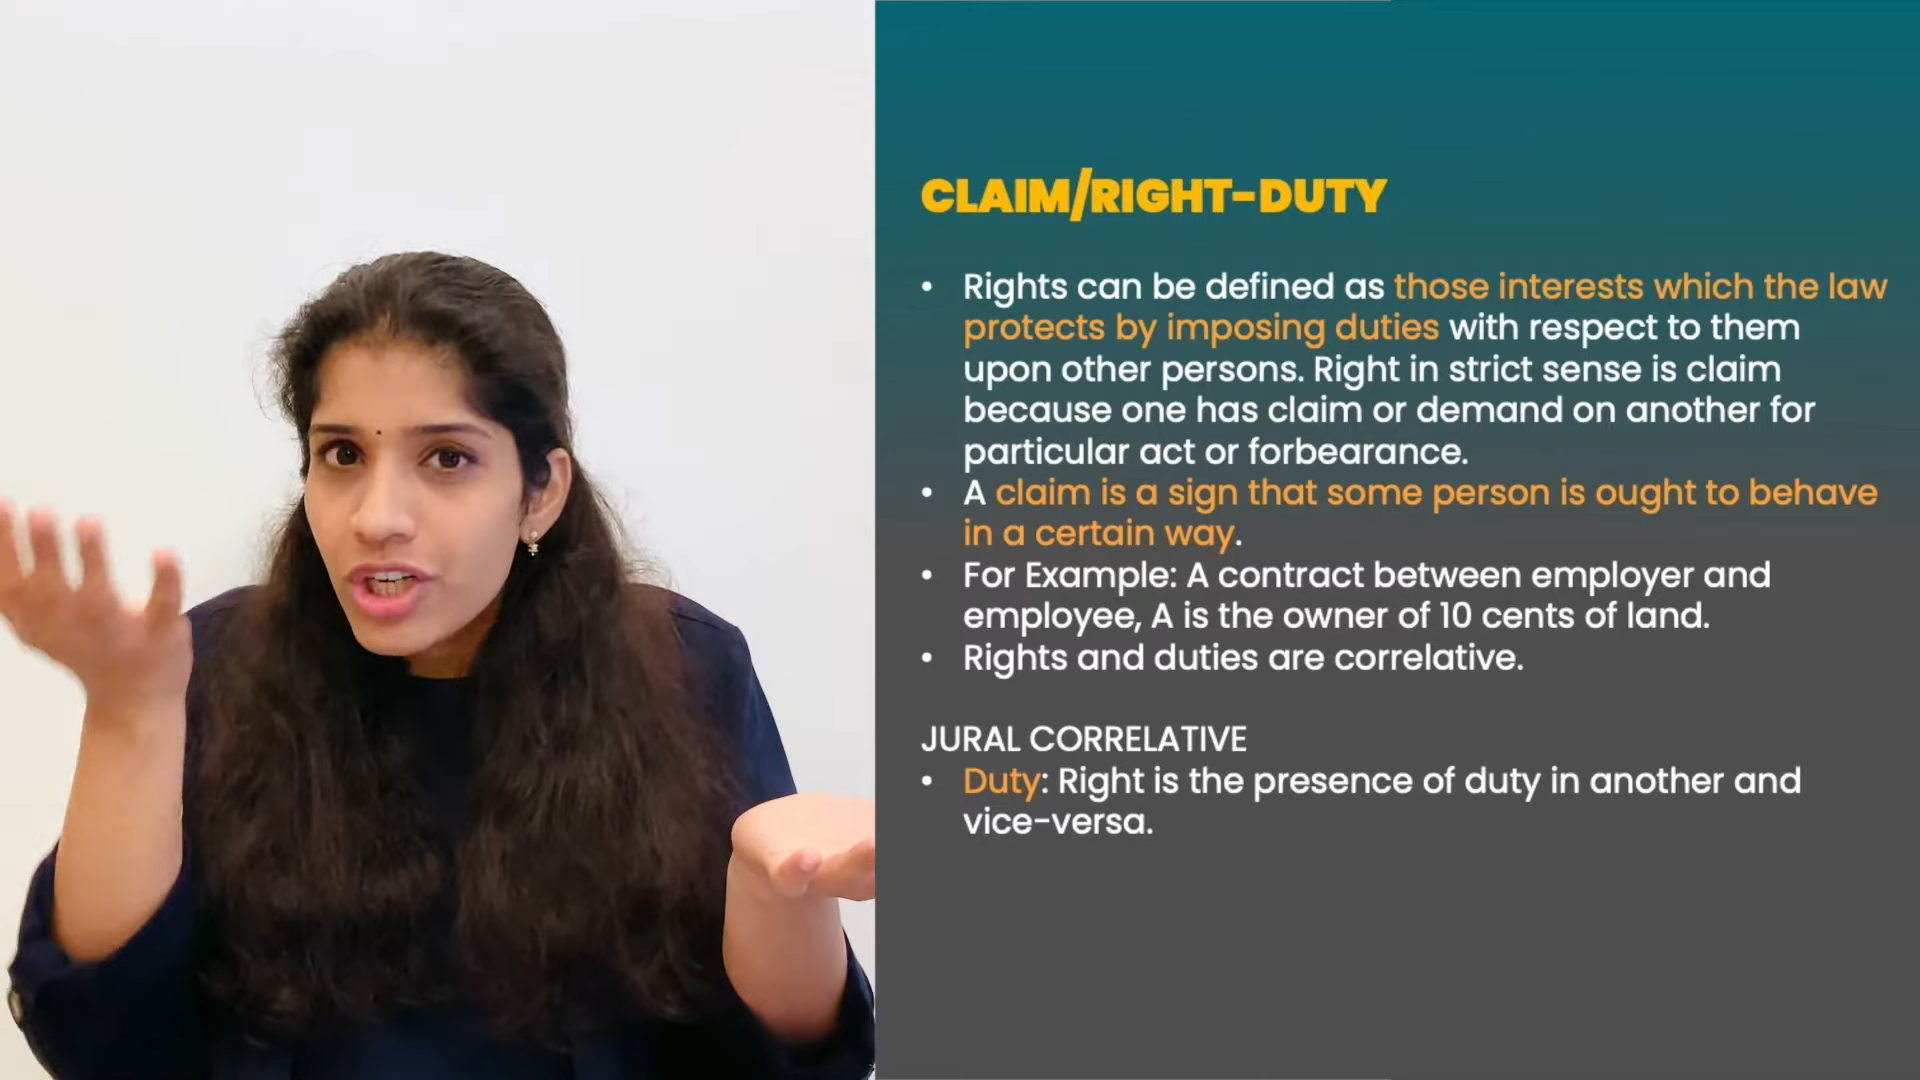 CLAIM/RIGHT-DUTY
• Rights can be defined as those interests which the law
protects by imposing duties with respect to them
upon other persons. Right in strict sense is claim
because one has claim or demand on another for
particular act or forbearance.
• A claim is a sign that some person is ought to behave
in a certain way.
• For Example: A contract between employer and
employee, A is the owner of 10 cents of land.
• Rights and duties are correlative.
JURAL CORRELATIVE
• Duty: Right is the presence of duty in another and
vice-versa.